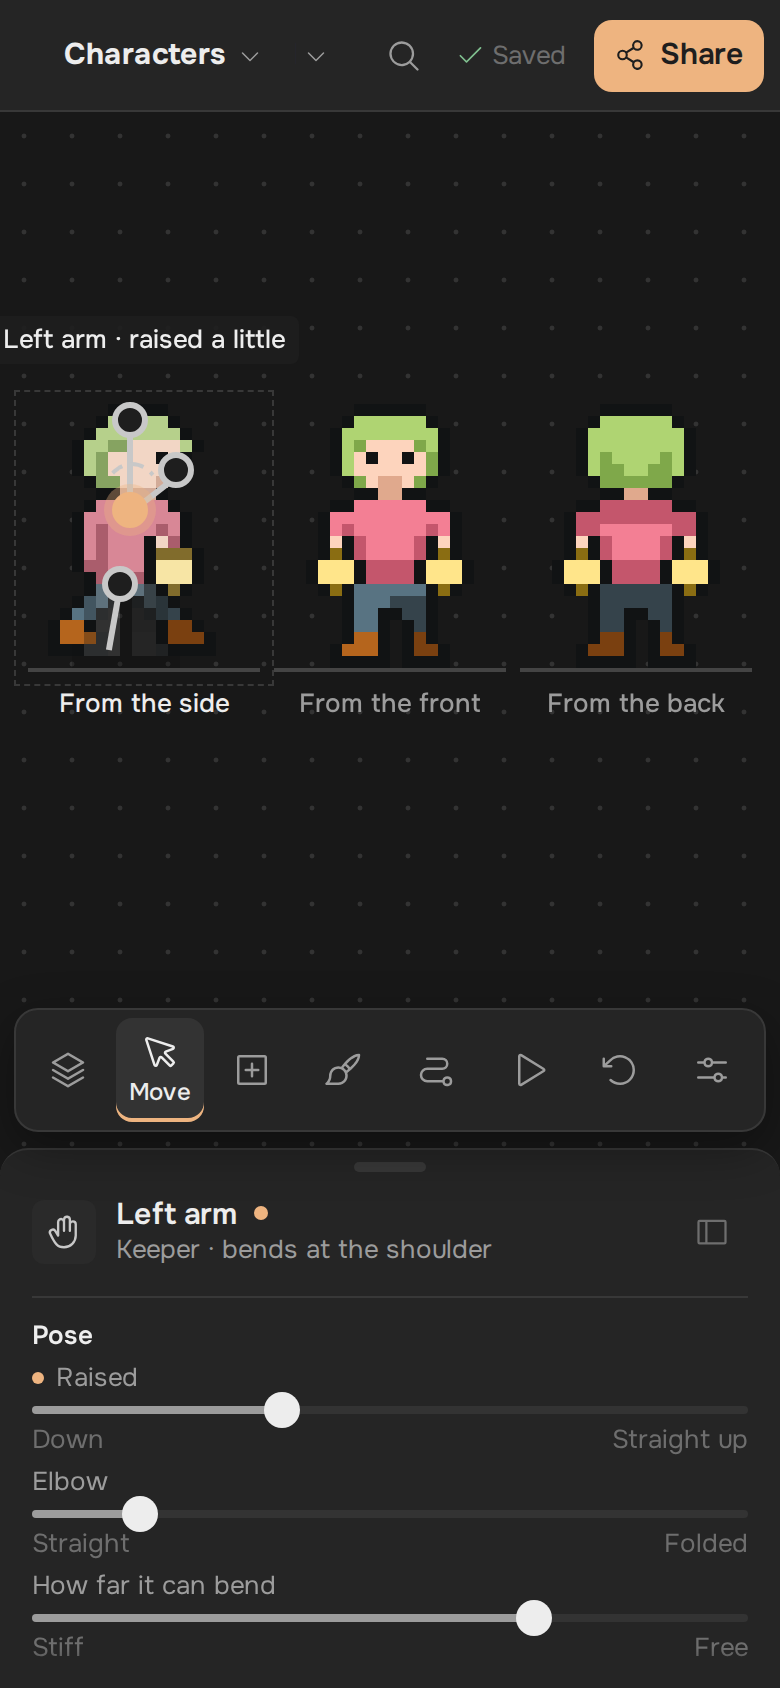 Characters
Saved
Share
Left arm · raised a little
From the side
From the front
From the back
Move
Left arm
Keeper · bends at the shoulder
Pose
Raised
Down
Straight up
Elbow
Straight
Folded
How far it can bend
Stiff
Free